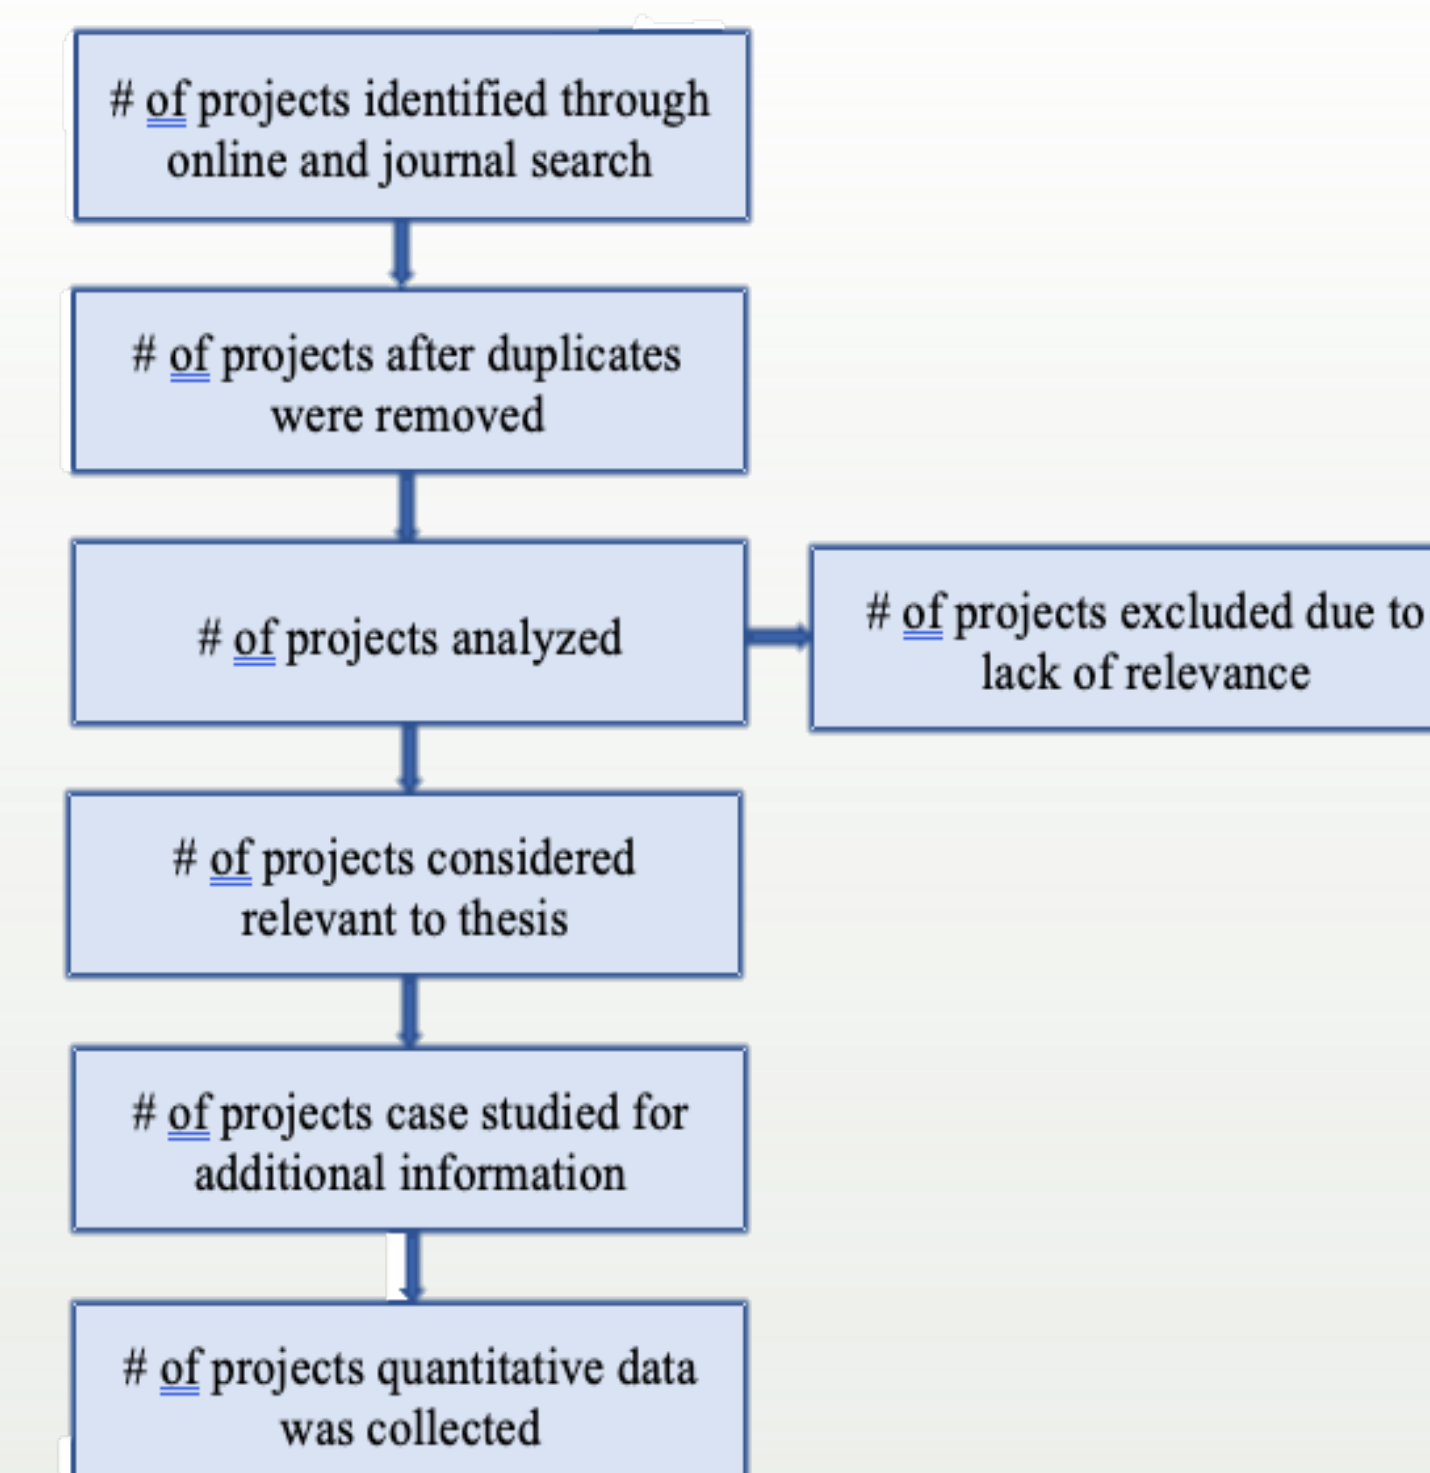 # of projects identified through
online and journal search
# of projects after duplicates
were removed
# of projects analyzed
# of projects excluded due to
lack of relevance
# of projects considered
relevant to thesis
# of projects case studied for
additional information
# of projects quantitative data
was collected